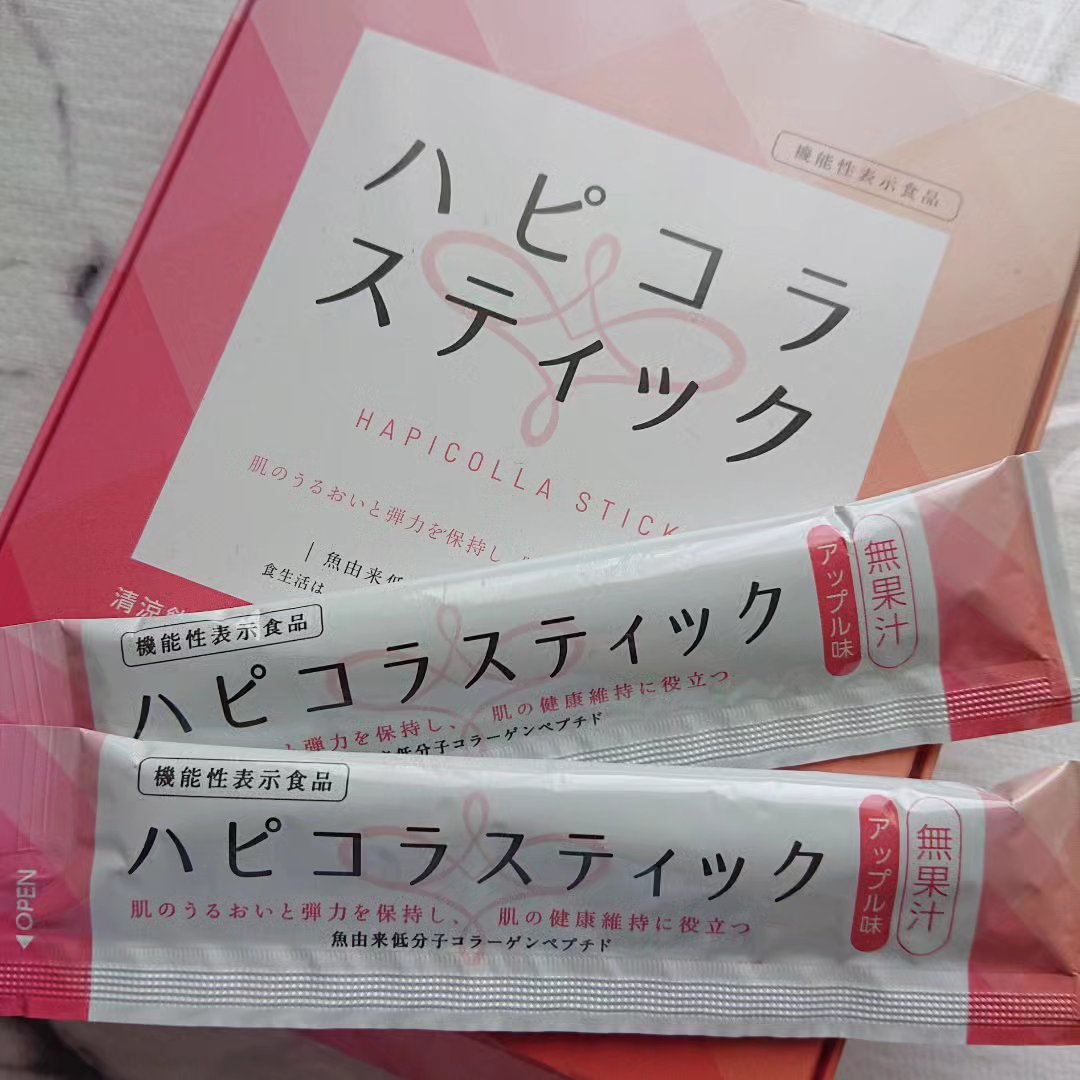 機能性表示食品
ハピコラ
スティック
HAPICOLLA STICK
肌のうるおいと弾力を保持し、
魚由来低
食生活は
清涼飲
機能性表示食品
ハピコラスティック
と弾力を保持し、 肌の健康維持に役立つ
来低分子コラーゲンペプチド
アップル味
無果汁
機能性表示食品
ハピコラスティック
肌のうるおいと弾力を保持し、 肌の健康維持に役立つ
魚由来低分子コラーゲンペプチド
アップル味
無果汁
◀OPEN